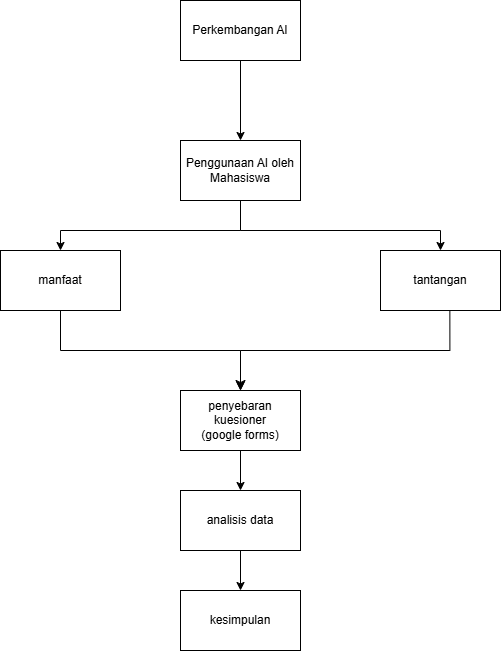 Perkembangan AI
Penggunaan AI oleh
Mahasiswa
manfaat
tantangan
penyebaran
kuesioner
(google forms)
analisis data
kesimpulan